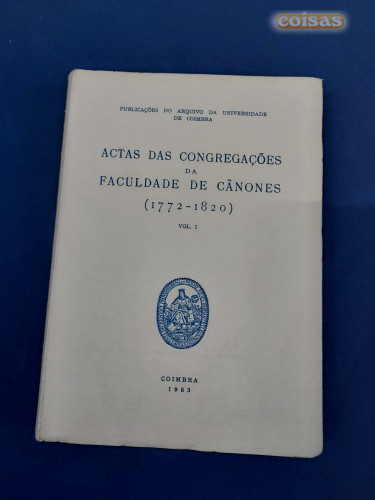 coisas
PUBLICAÇÕES DO ARQUIVO DA UNIVERSIDADE
DE COIMBRA
ACTAS DAS CONGREGAÇÕES
DA
FACULDADE DE CÂNONES
(1772-1820)
VOL. I
COIMBRA
1983